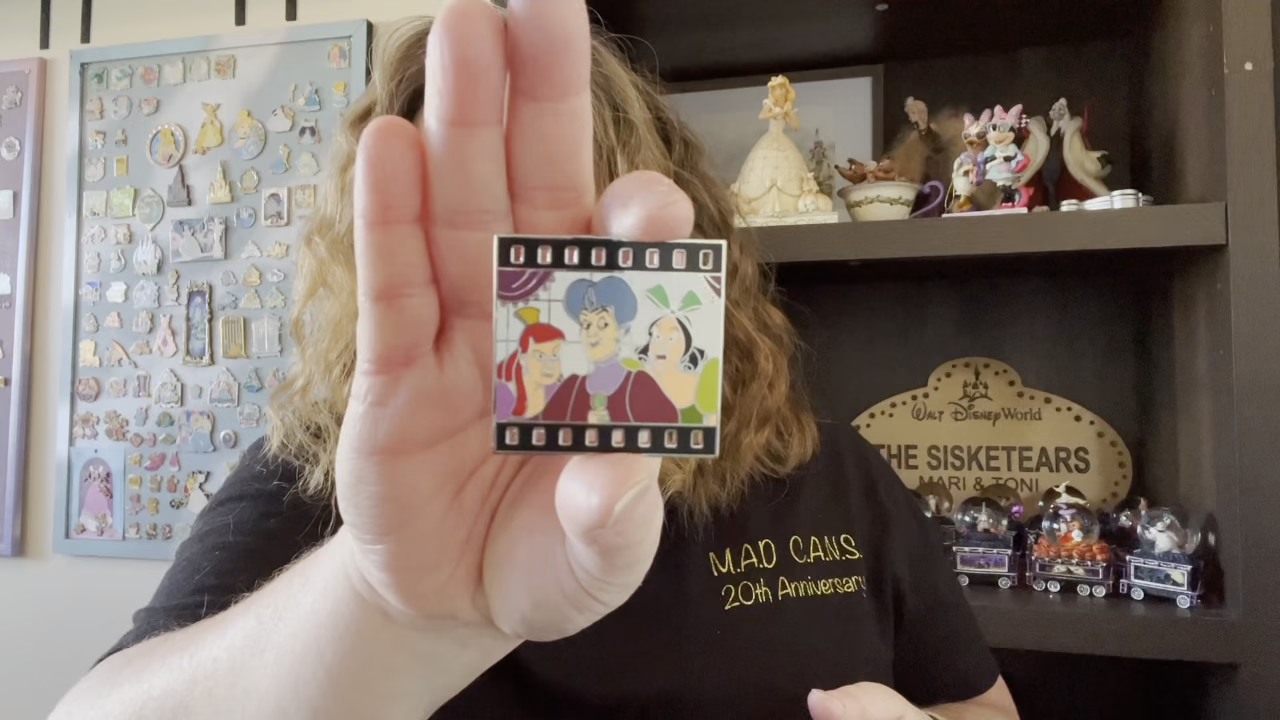 WALT DISNEY WORLD
THE SISKETEARS
MARI & TONI
M.A.D C.A.N.S.
20th Anniversary